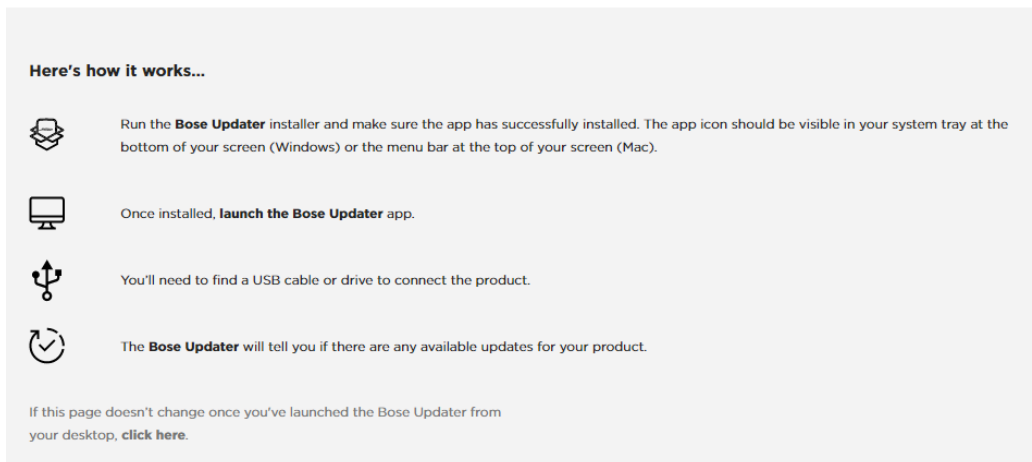 Here's how it works...
Run the Bose Updater installer and make sure the app has successfully installed. The app icon should be visible in your system tray at the
bottom of your screen (Windows) or the menu bar at the top of your screen (Mac).
Once installed, launch the Bose Updater app.
You'll need to find a USB cable or drive to connect the product.
The Bose Updater will tell you if there are any available updates for your product.
If this page doesn't change once you've launched the Bose Updater from
your desktop, click here.